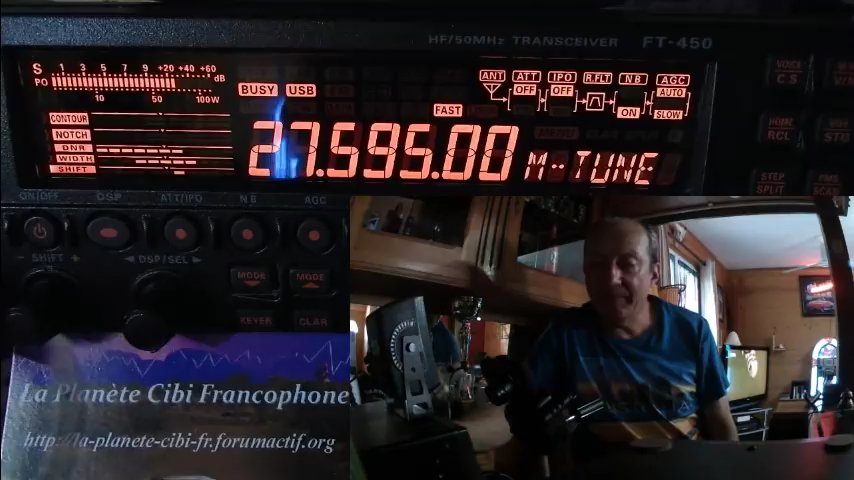 HF/50MHz TRANSCEIVER FT-450
S 1 3 5 7 9 +20 +40 +60 dB
PO 10 50 100W
BUSY USB
FAST
ANT ATT IPO R.FLT NB AGC
OFF OFF AUTO
ON SLOW
CONTOUR
NOTCH
DNR
WIDTH
SHIFT
27.595.00 M-TUNE
VOICE
C.S
HOME
RCL
STO
STEP
SPLIT
SCAN
ON/OFF DSP ATT/IPO NB AGC
- SHIFT + DSP/SEL
MODE MODE
KEYER CLAR
La Planète Cibi Francophone
http://la-planete-cibi-fr.forumactif.org